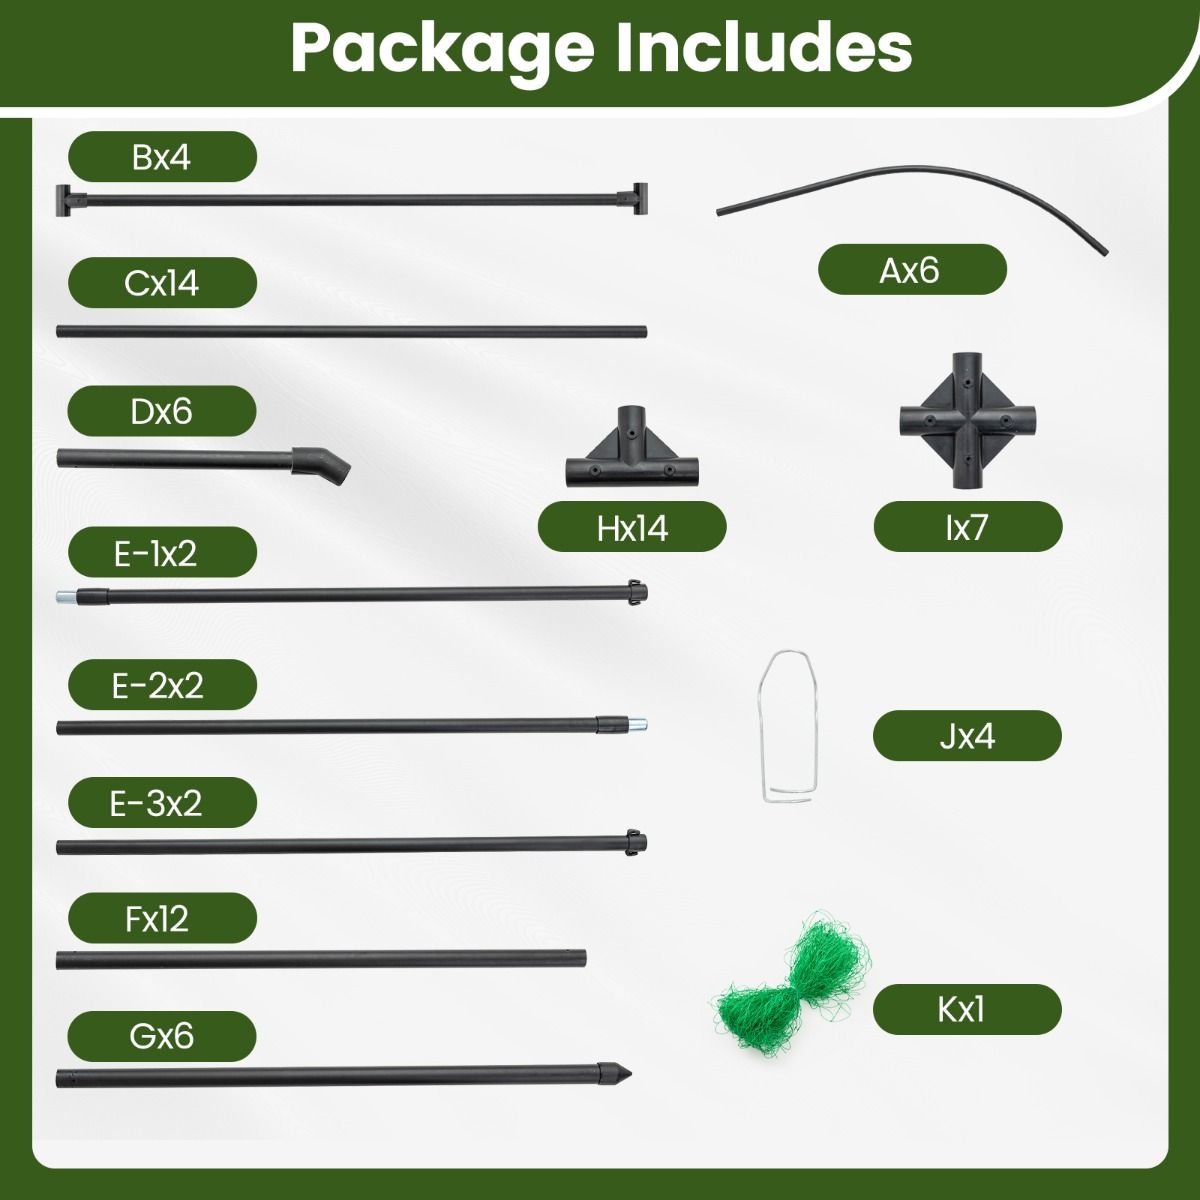 Package Includes
Bx4
Ax6
Cx14
Dx6
Hx14
Ix7
E-1x2
E-2x2
Jx4
E-3x2
Fx12
Kx1
Gx6